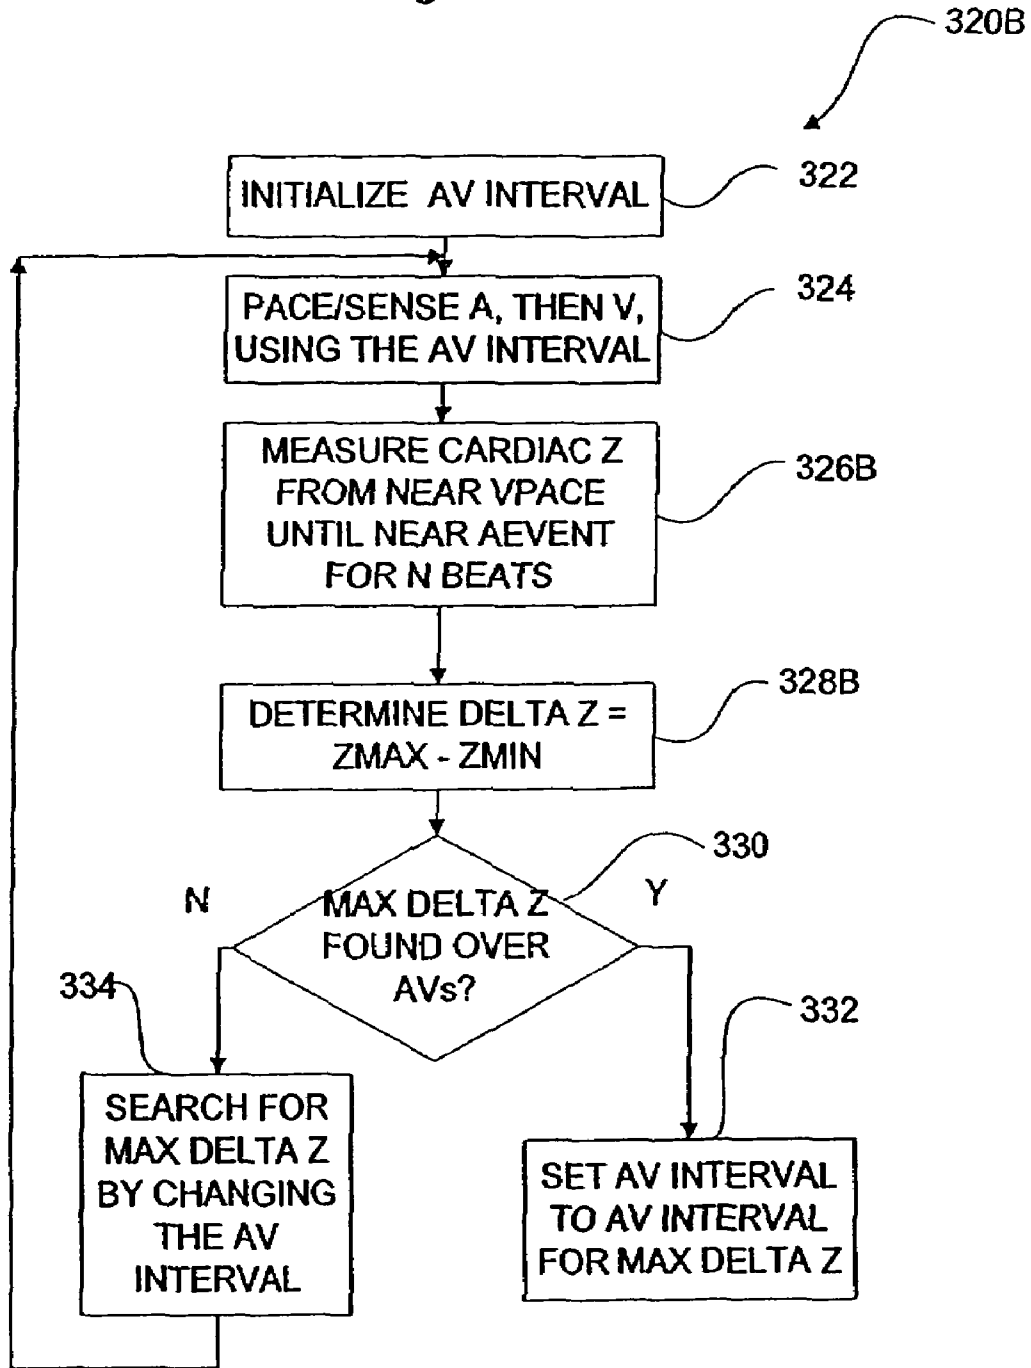 320B
INITIALIZE AV INTERVAL
322
PACE/SENSE A, THEN V,
USING THE AV INTERVAL
324
MEASURE CARDIAC Z
FROM NEAR VPACE
UNTIL NEAR AEVENT
FOR N BEATS
326B
DETERMINE DELTA Z =
ZMAX - ZMIN
328B
330
N
MAX DELTA Z
FOUND OVER
AVs?
Y
334
332
SEARCH FOR
MAX DELTA Z
BY CHANGING
THE AV
INTERVAL
SET AV INTERVAL
TO AV INTERVAL
FOR MAX DELTA Z